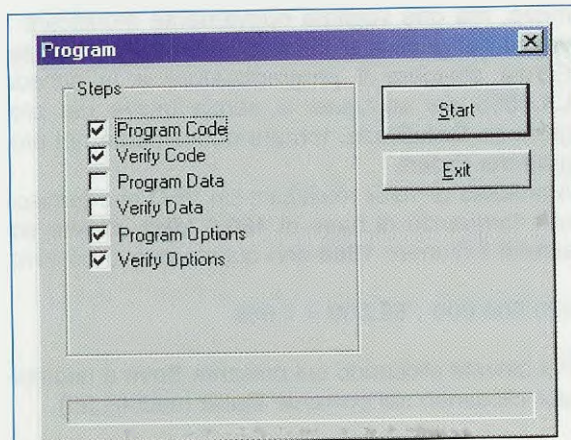 Program
Steps
Program Code
Verify Code
Program Data
Verify Data
Program Options
Verify Options
Start
Exit